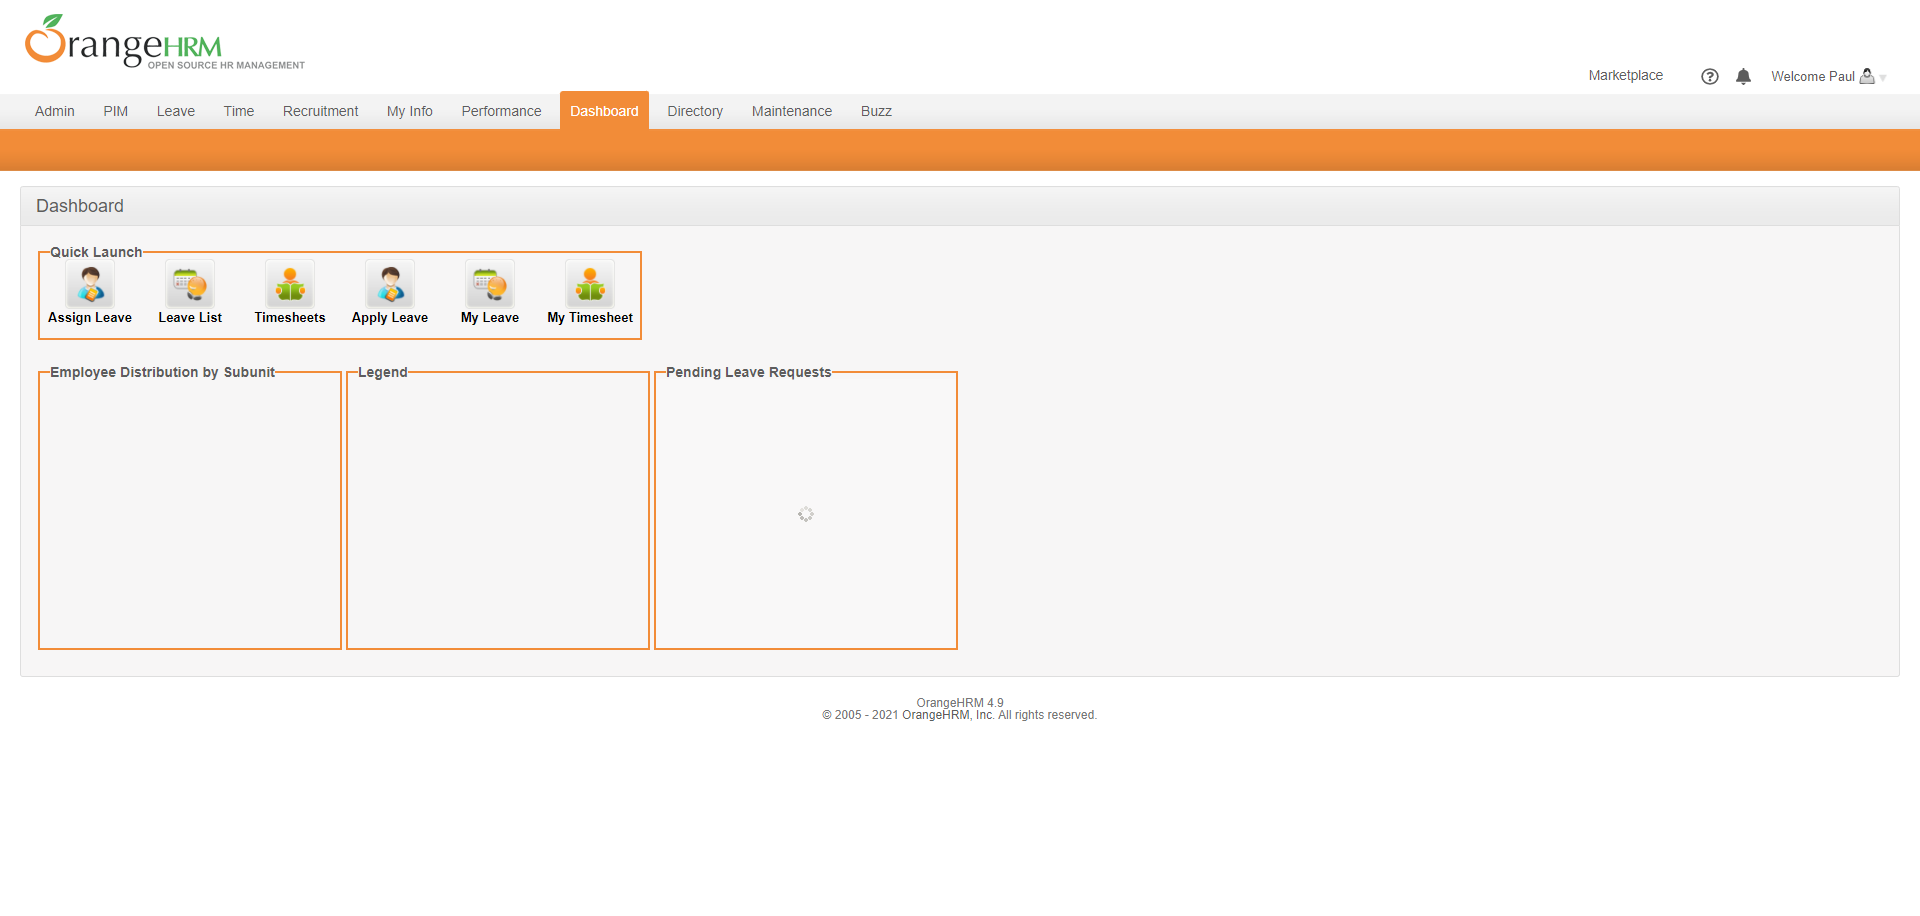 OrangeHRM
OPEN SOURCE HR MANAGEMENT
Marketplace
Welcome Paul
Admin PIM Leave Time Recruitment My Info Performance Dashboard Directory Maintenance Buzz
Dashboard
Quick Launch
Assign Leave Leave List Timesheets Apply Leave My Leave My Timesheet
Employee Distribution by Subunit Legend Pending Leave Requests
OrangeHRM 4.9
© 2005 - 2021 OrangeHRM, Inc. All rights reserved.